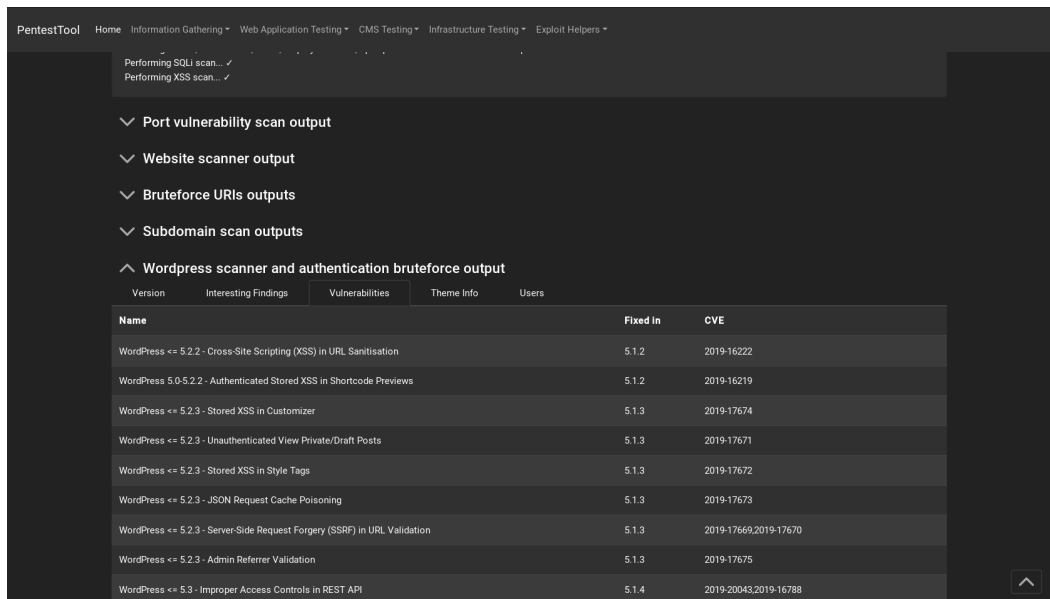 PentestTool Home Information Gathering Web Application Testing CMS Testing Infrastructure Testing Exploit Helpers
Performing SQLi scan... ✓
Performing XSS scan... ✓
Port vulnerability scan output
Website scanner output
Bruteforce URIs outputs
Subdomain scan outputs
Wordpress scanner and authentication bruteforce output
Version Interesting Findings Vulnerabilities Theme Info Users
Name Fixed in CVE
WordPress <= 5.2.2 - Cross-Site Scripting (XSS) in URL Sanitisation 5.1.2 2019-16222
WordPress 5.0-5.2.2 - Authenticated Stored XSS in Shortcode Previews 5.1.2 2019-16219
WordPress <= 5.2.3 - Stored XSS in Customizer 5.1.3 2019-17674
WordPress <= 5.2.3 - Unauthenticated View Private/Draft Posts 5.1.3 2019-17671
WordPress <= 5.2.3 - Stored XSS in Style Tags 5.1.3 2019-17672
WordPress <= 5.2.3 - JSON Request Cache Poisoning 5.1.3 2019-17673
WordPress <= 5.2.3 - Server-Side Request Forgery (SSRF) in URL Validation 5.1.3 2019-17669,2019-17670
WordPress <= 5.2.3 - Admin Referrer Validation 5.1.3 2019-17675
WordPress <= 5.3 - Improper Access Controls in REST API 5.1.4 2019-20043,2019-16788